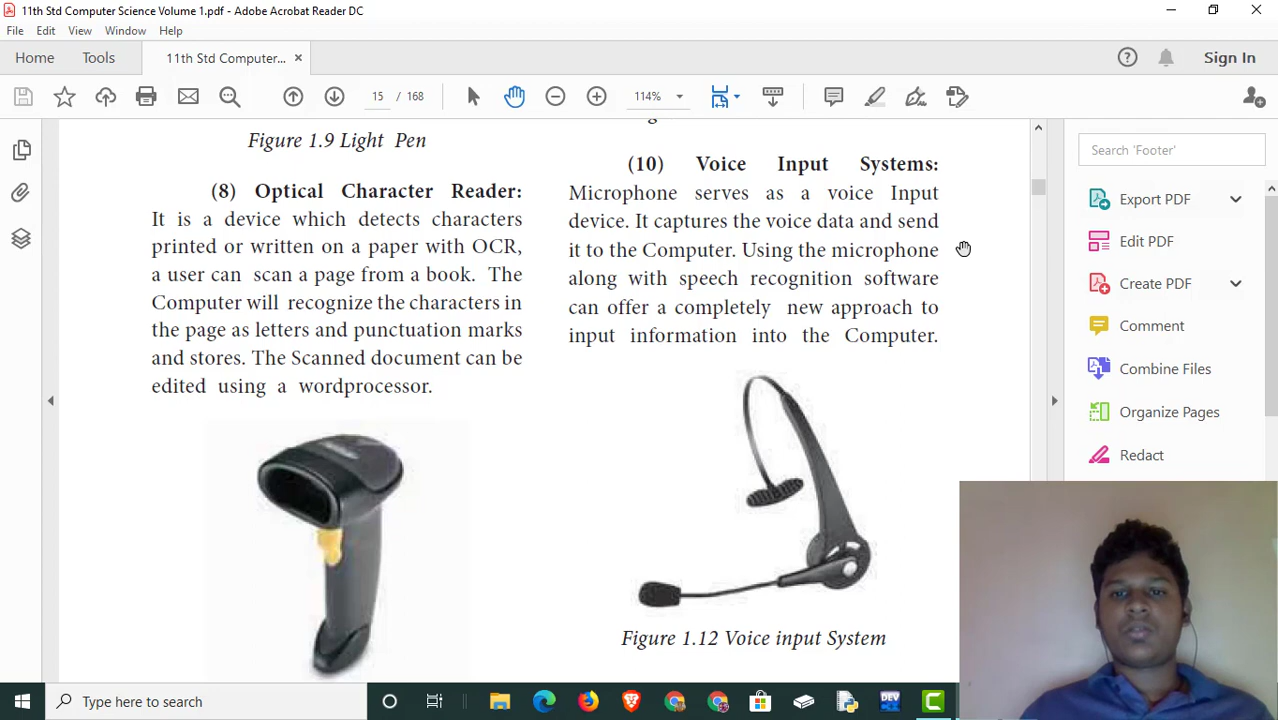 11th Std Computer Science Volume 1.pdf - Adobe Acrobat Reader DC
File Edit View Window Help
Home Tools 11th Std Computer... ×
Sign In
15 / 168
114%
Figure 1.9 Light Pen
(8) Optical Character Reader:
It is a device which detects characters
printed or written on a paper with OCR,
a user can scan a page from a book. The
Computer will recognize the characters in
the page as letters and punctuation marks
and stores. The Scanned document can be
edited using a wordprocessor.
(10) Voice Input Systems:
Microphone serves as a voice Input
device. It captures the voice data and send
it to the Computer. Using the microphone
along with speech recognition software
can offer a completely new approach to
input information into the Computer.
Figure 1.12 Voice input System
Search 'Footer'
Export PDF
Edit PDF
Create PDF
Comment
Combine Files
Organize Pages
Redact
Type here to search
DEV